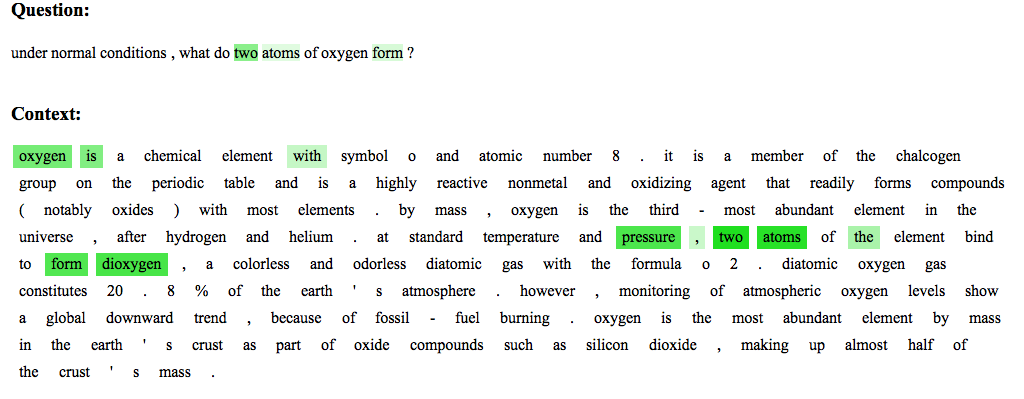 Question:
under normal conditions , what do two atoms of oxygen form ?
Context:
oxygen is a chemical element with symbol o and atomic number 8 . it is a member of the chalcogen
group on the periodic table and is a highly reactive nonmetal and oxidizing agent that readily forms compounds
( notably oxides ) with most elements . by mass , oxygen is the third - most abundant element in the
universe , after hydrogen and helium . at standard temperature and pressure , two atoms of the element bind
to form dioxygen , a colorless and odorless diatomic gas with the formula o 2 . diatomic oxygen gas
constitutes 20 . 8 % of the earth ' s atmosphere . however , monitoring of atmospheric oxygen levels show
a global downward trend , because of fossil - fuel burning . oxygen is the most abundant element by mass
in the earth ' s crust as part of oxide compounds such as silicon dioxide , making up almost half of
the crust ' s mass .